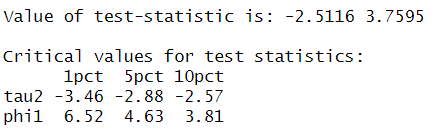 Value of test-statistic is: -2.5116 3.7595
Critical values for test statistics:
1pct 5pct 10pct
tau2 -3.46 -2.88 -2.57
phi1 6.52 4.63 3.81